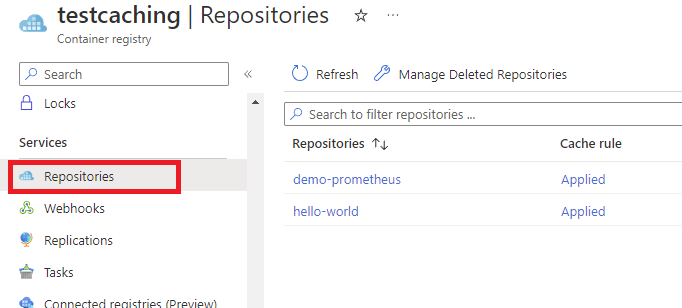 testcaching | Repositories
Container registry
Search
Locks
Services
Repositories
Webhooks
Replications
Tasks
Connected registries (Preview)
Refresh
Manage Deleted Repositories
Search to filter repositories ...
Repositories Cache rule
demo-prometheus Applied
hello-world Applied